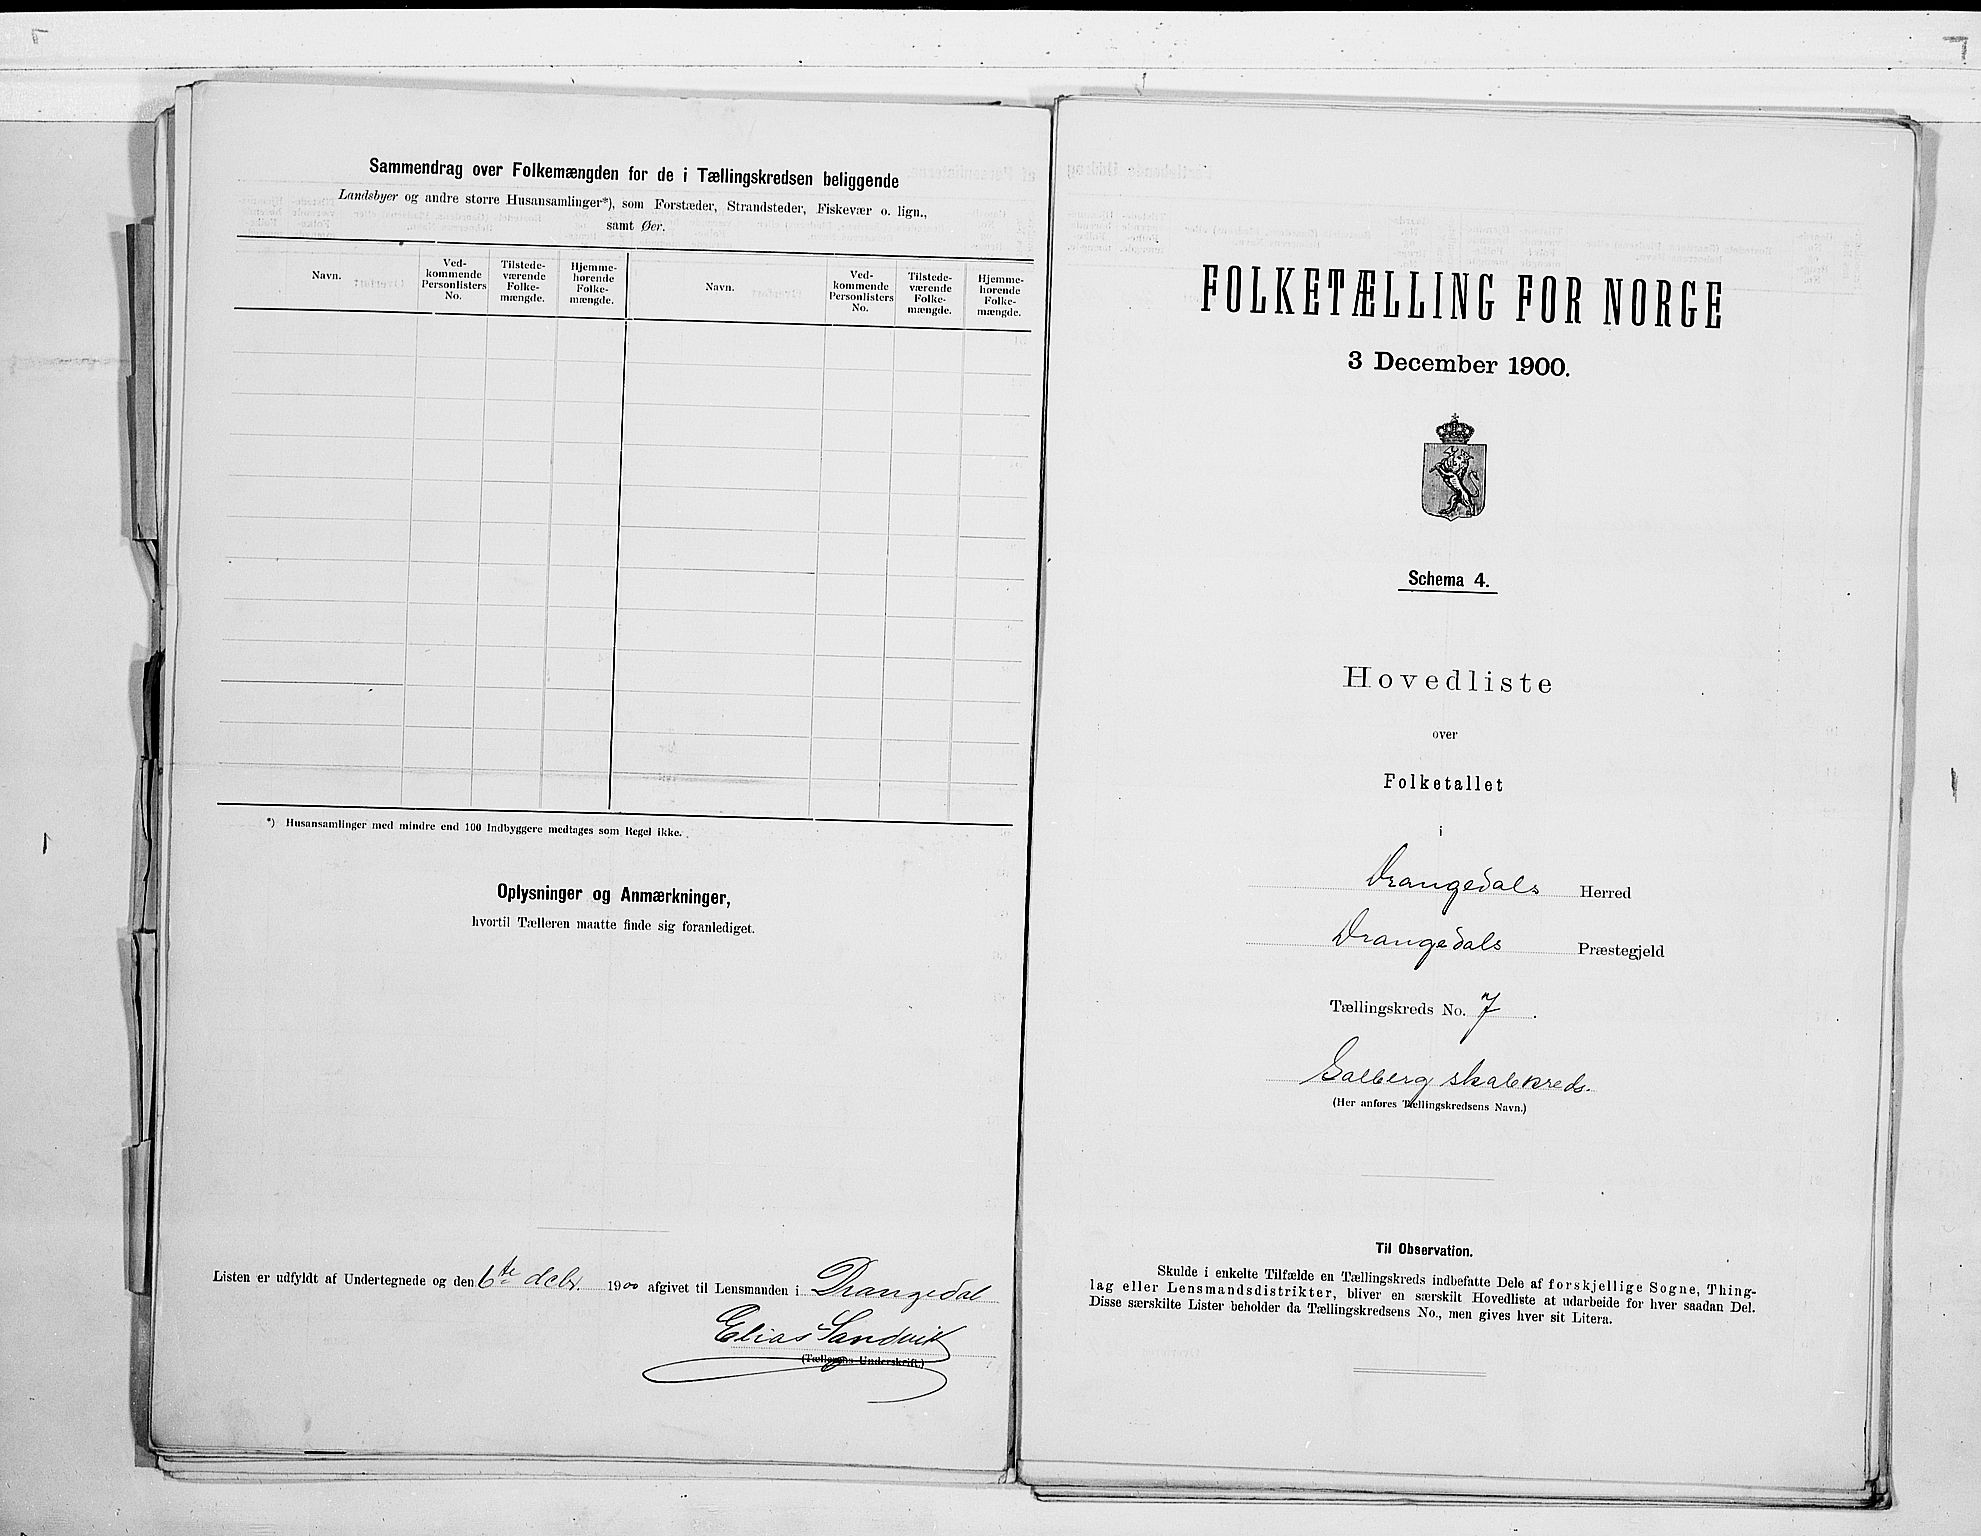 Sammendrag over Folkemængden for de i Tællingskredsen beliggende
Landsbyer og andre større Husansamlinger*), som Forstæder, Strandsteder, Fiskevær o. lign.,
samt Øer.
Navn.
Ved-
kommende
Personlisters
No.
Tilstede-
værende
Folke-
mængde.
Hjemme-
hørende
Folke-
mængde.
Navn.
Ved-
kommende
Personlisters
No.
Tilstede-
værende
Folke-
mængde.
Hjemme-
hørende
Folke-
mængde.
*) Husansamlinger med mindre end 100 Indbyggere medtages som Regel ikke.
Oplysninger og Anmærkninger,
hvortil Tælleren maatte finde sig foranlediget.
Listen er udfyldt af Undertegnede og den 6te debr. 1900 afgivet til Lensmanden i Drangedal
Elias Sandvik
(Tællerens Underskrift.)
FOLKETÆLLING FOR NORGE
3 December 1900.
Schema 4.
Hovedliste
over
Folketallet
i
Drangedals Herred
Drangedals Præstegjeld
Tællingskreds No. 7.
skolekreds.
(Her anføres Tællingskredsens Navn.)
Til Observation.
Skulde i enkelte Tilfælde en Tællingskreds indbefatte Dele af forskjellige Sogne, Thing-
lag eller Lensmandsdistrikter, bliver en særskilt Hovedliste at udarbeide for hver saadan Del.
Disse særskilte Lister beholder da Tællingskredsens No., men gives hver sit Litera.